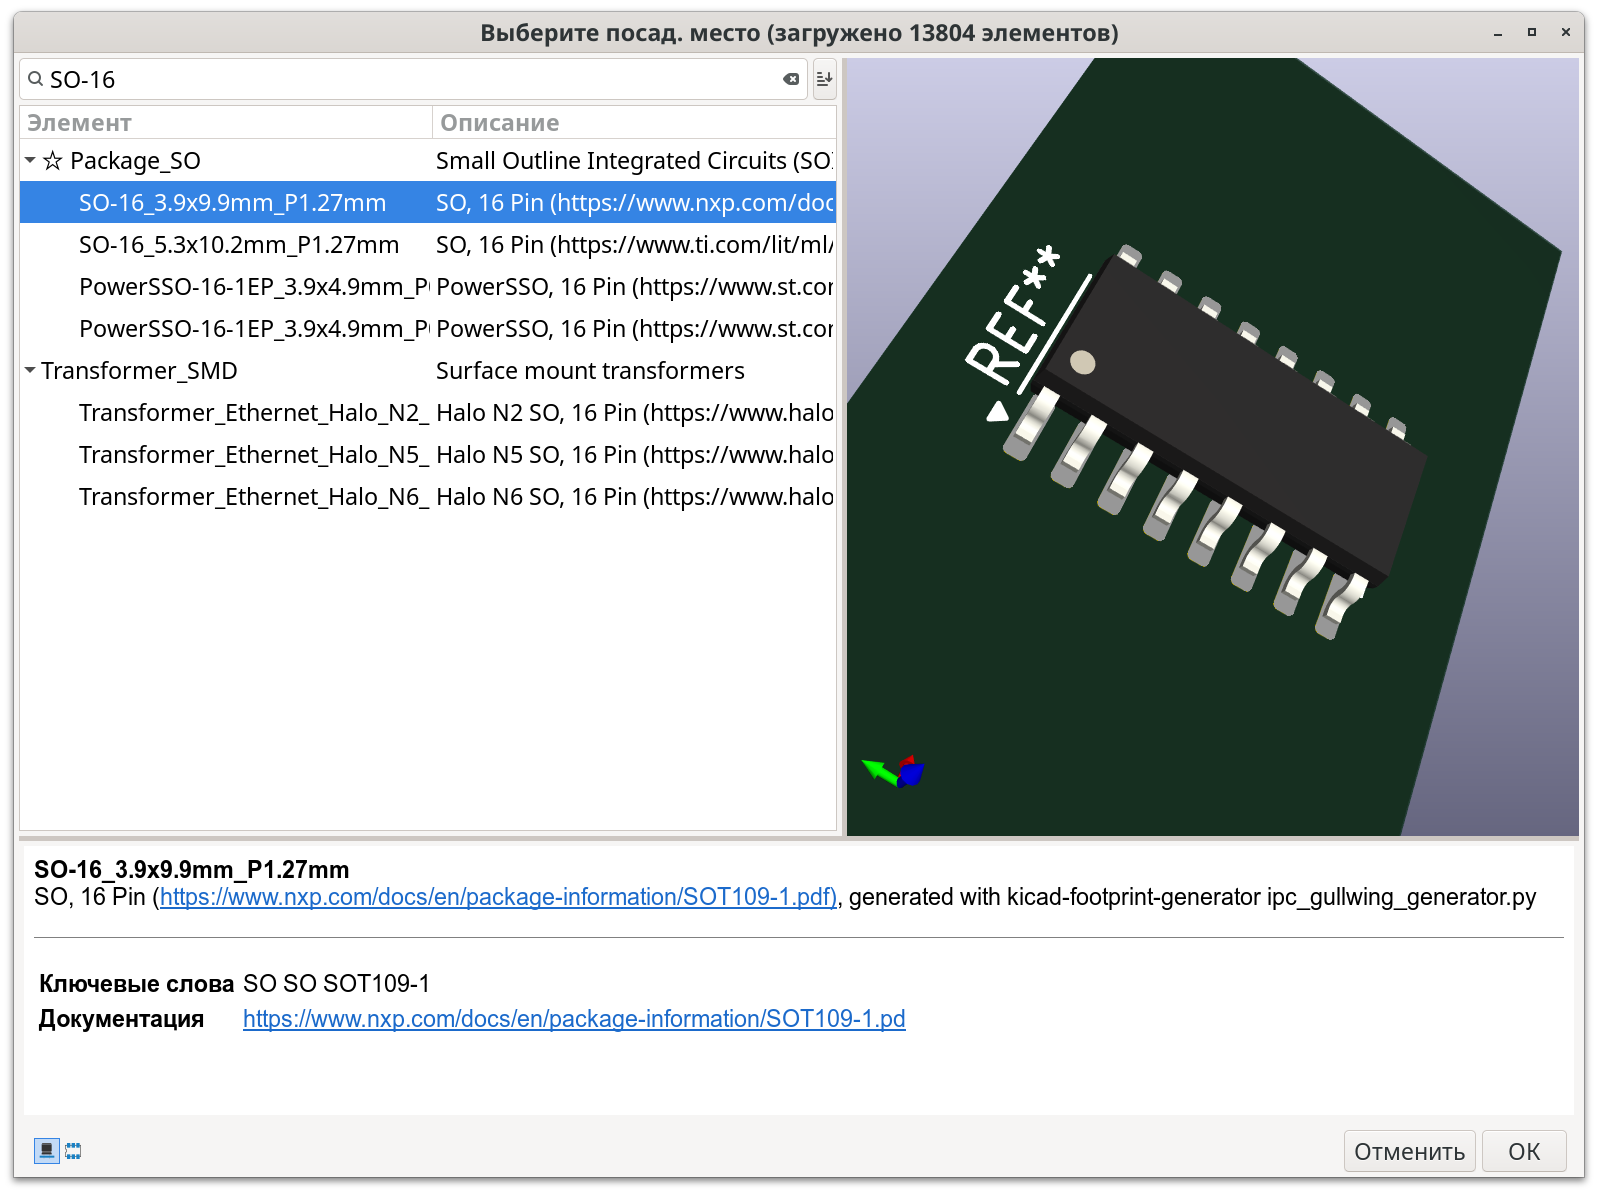 Выберите посад. место (загружено 13804 элементов)
SO-16
Элемент Описание
☆ Package_SO Small Outline Integrated Circuits (SO
SO-16_3.9x9.9mm_P1.27mm SO, 16 Pin (https://www.nxp.com/doc
SO-16_5.3x10.2mm_P1.27mm SO, 16 Pin (https://www.ti.com/lit/ml/
PowerSSO-16-1EP_3.9x4.9mm_P PowerSSO, 16 Pin (https://www.st.co
PowerSSO-16-1EP_3.9x4.9mm_P PowerSSO, 16 Pin (https://www.st.co
Transformer_SMD Surface mount transformers
Transformer_Ethernet_Halo_N2_ Halo N2 SO, 16 Pin (https://www.halo
Transformer_Ethernet_Halo_N5_ Halo N5 SO, 16 Pin (https://www.halo
Transformer_Ethernet_Halo_N6_ Halo N6 SO, 16 Pin (https://www.halo
REF**
SO-16_3.9x9.9mm_P1.27mm
SO, 16 Pin (https://www.nxp.com/docs/en/package-information/SOT109-1.pdf), generated with kicad-footprint-generator ipc_gullwing_generator.py
Ключевые слова SO SO SOT109-1
Документация https://www.nxp.com/docs/en/package-information/SOT109-1.pd
Отменить OK